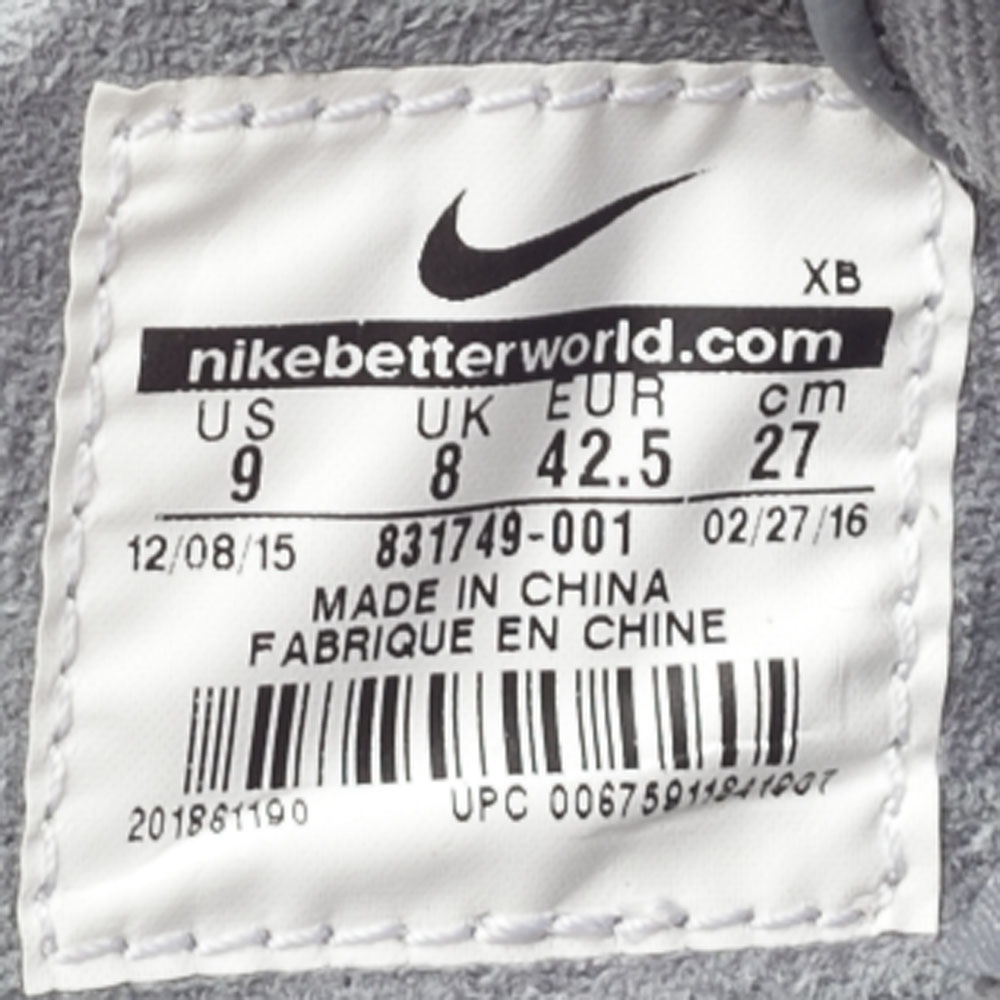 XB
nikebetterworld.com
US UK EUR cm
9 8 42.5 27
12/08/15 831749-001 02/27/16
MADE IN CHINA
FABRIQUE EN CHINE
201861190 UPC